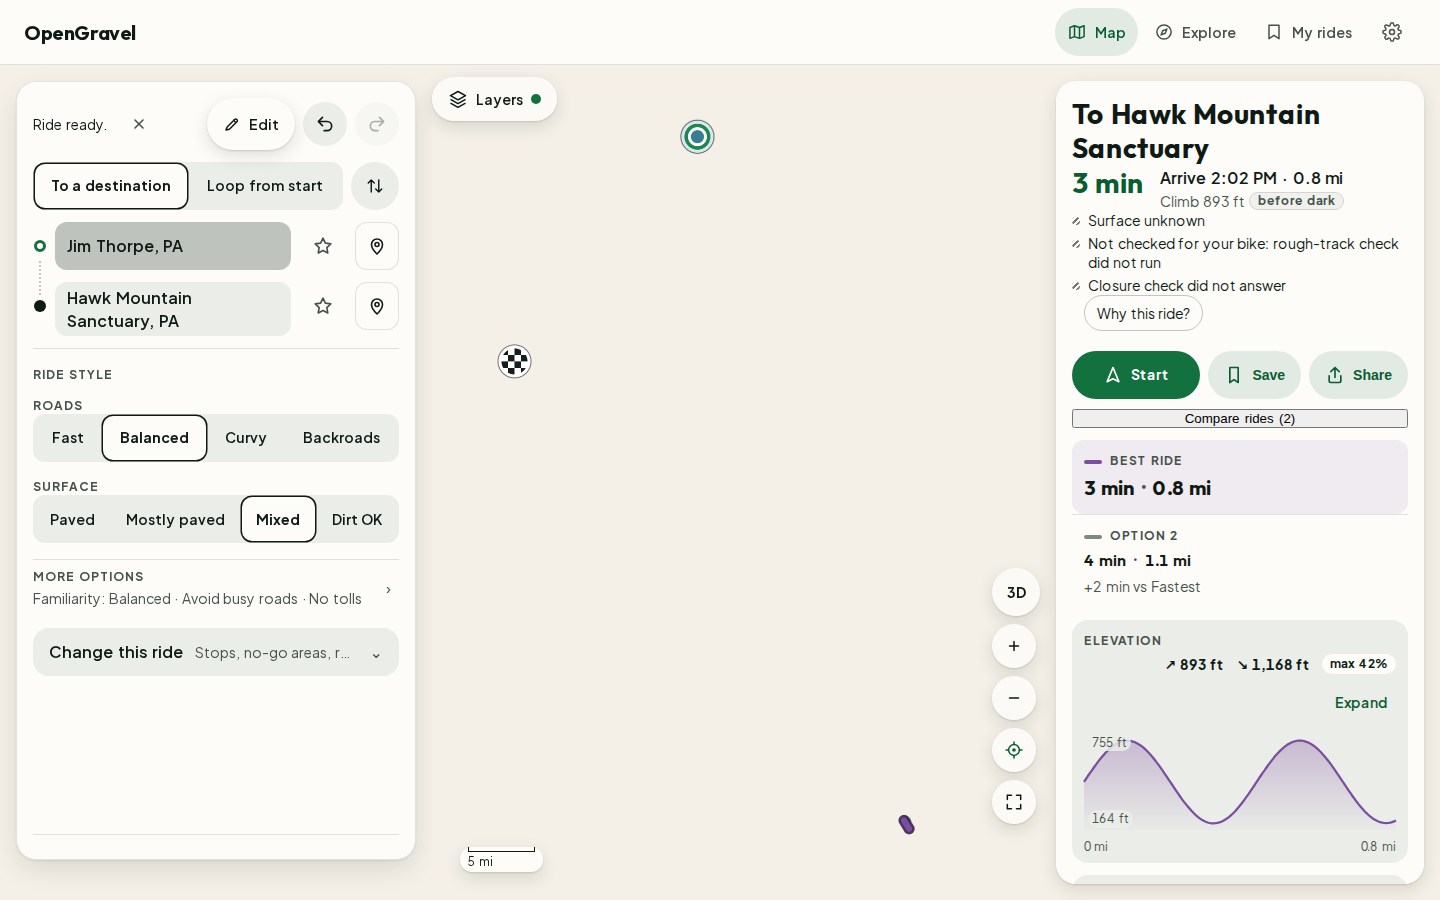 OpenGravel
Map
Explore
My rides
Ride ready.
Edit
To a destination
Loop from start
Jim Thorpe, PA
Hawk Mountain
Sanctuary, PA
RIDE STYLE
ROADS
Fast
Balanced
Curvy
Backroads
SURFACE
Paved
Mostly paved
Mixed
Dirt OK
MORE OPTIONS
Familiarity: Balanced · Avoid busy roads · No tolls
Change this ride
Stops, no-go areas, r...
Layers
3D
5 mi
To Hawk Mountain
Sanctuary
3 min
Arrive 2:02 PM · 0.8 mi
Climb 893 ft
before dark
Surface unknown
Not checked for your bike: rough-track check
did not run
Closure check did not answer
Why this ride?
Start
Save
Share
Compare rides (2)
BEST RIDE
3 min · 0.8 mi
OPTION 2
4 min · 1.1 mi
+2 min vs Fastest
ELEVATION
↗ 893 ft
↘ 1,168 ft
max 42%
Expand
755 ft
164 ft
0 mi
0.8 mi